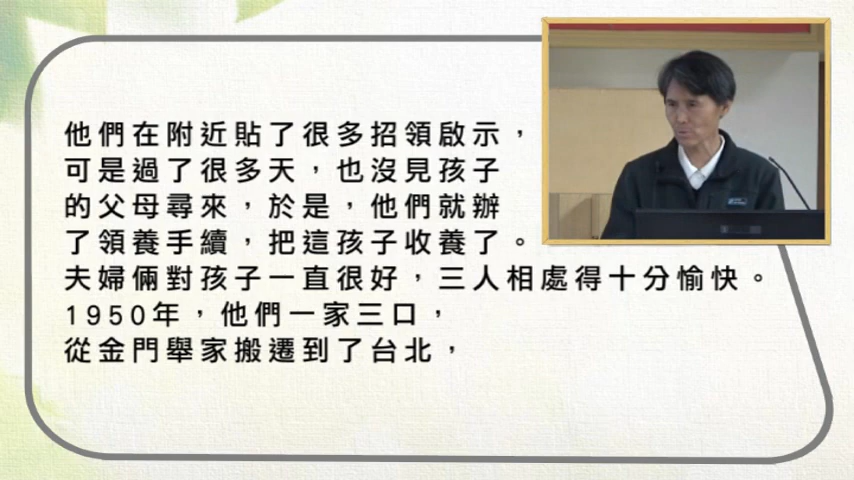 他們在附近貼了很多招領啟示，
可是過了很多天，也沒見孩子
的父母尋來，於是，他們就辦
了領養手續，把這孩子收養了。
夫婦倆對孩子一直很好，三人相處得十分愉快。
1950年，他們一家三口，
從金門舉家搬遷到了台北，